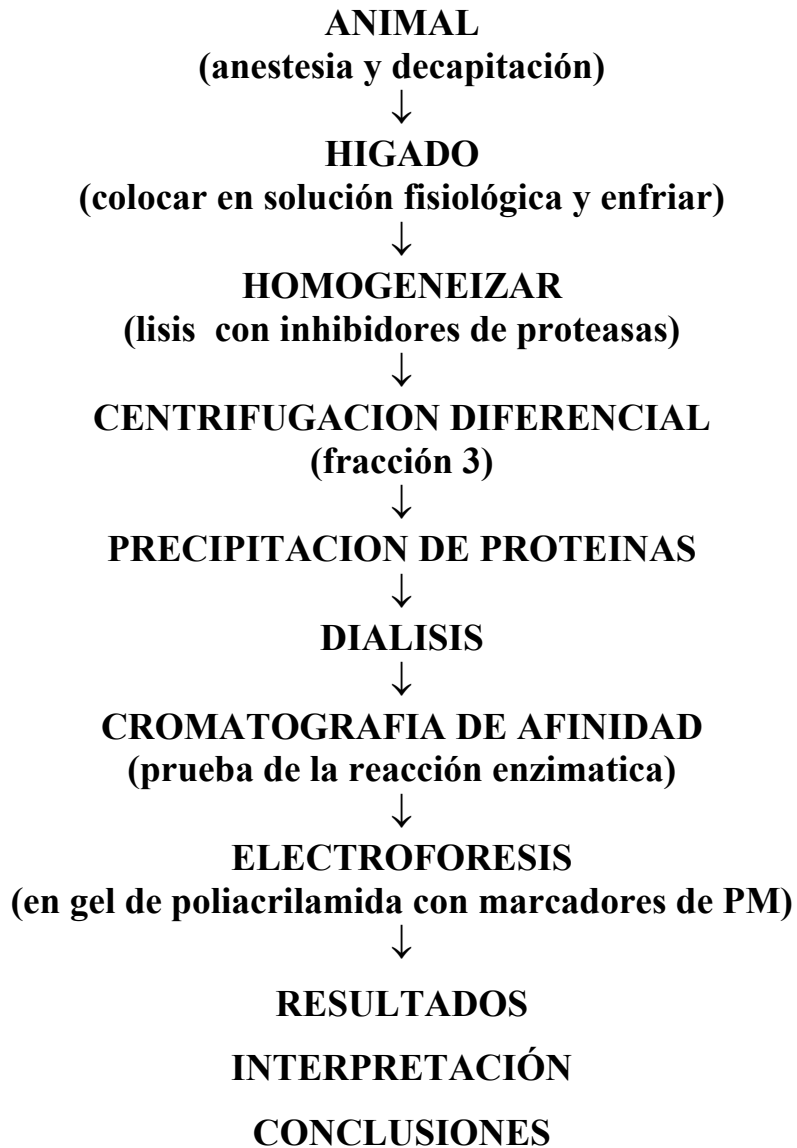 ANIMAL
(anestesia y decapitación)
↓
HIGADO
(colocar en solución fisiológica y enfriar)
↓
HOMOGENEIZAR
(lisis con inhibidores de proteasas)
↓
CENTRIFUGACION DIFERENCIAL
(fracción 3)
↓
PRECIPITACION DE PROTEINAS
↓
DIALISIS
↓
CROMATOGRAFIA DE AFINIDAD
(prueba de la reacción enzimatica)
↓
ELECTROFORESIS
(en gel de poliacrilamida con marcadores de PM)
↓
RESULTADOS
INTERPRETACIÓN
CONCLUSIONES